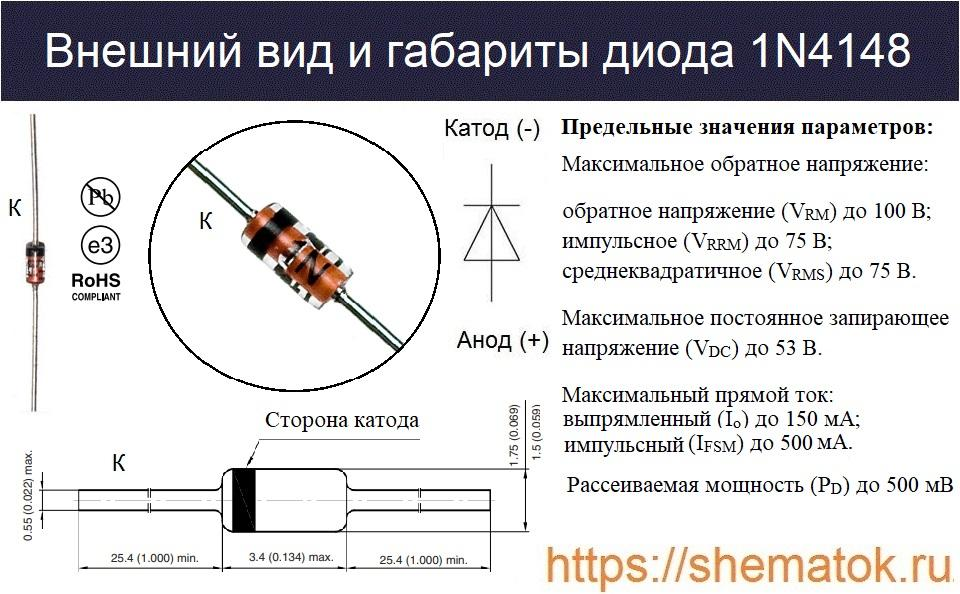 Внешний вид и габариты диода 1N4148
К
Pb
e3
RoHS
COMPLIANT
К
N
Катод (-)
Анод (+)
Предельные значения параметров:
Максимальное обратное напряжение:
обратное напряжение (VRM) до 100 В;
импульсное (VRRM) до 75 В;
среднеквадратичное (VRMS) до 75 В.
Максимальное постоянное запирающее
напряжение (VDC) до 53 В.
Максимальный прямой ток:
выпрямленный (Io) до 150 мА;
импульсный (IFSM) до 500 мА.
Рассеиваемая мощность (PD) до 500 мВ
Сторона катода
К
0.55 (0.022) max.
1.75 (0.069)
1.5 (0.059)
25.4 (1.000) min.
3.4 (0.134) max.
25.4 (1.000) min.
https://shematok.ru